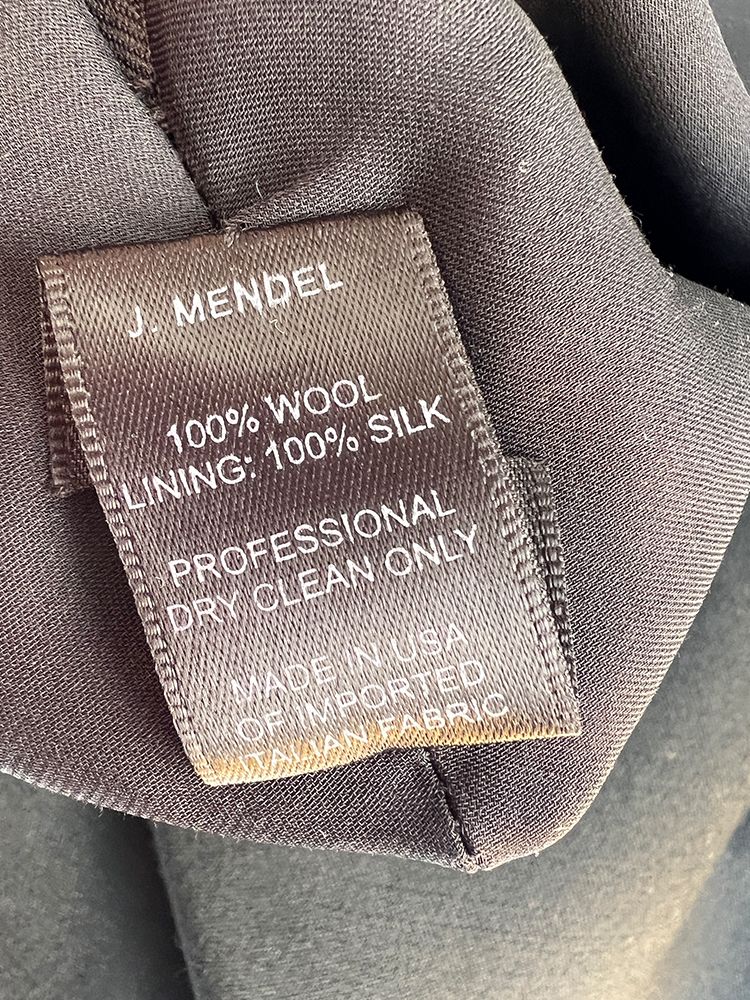 J. MENDEL
100% WOOL
LINING: 100% SILK
PROFESSIONAL
DRY CLEAN ONLY
MADE IN USA
OF IMPORTED
ITALIAN FABRIC